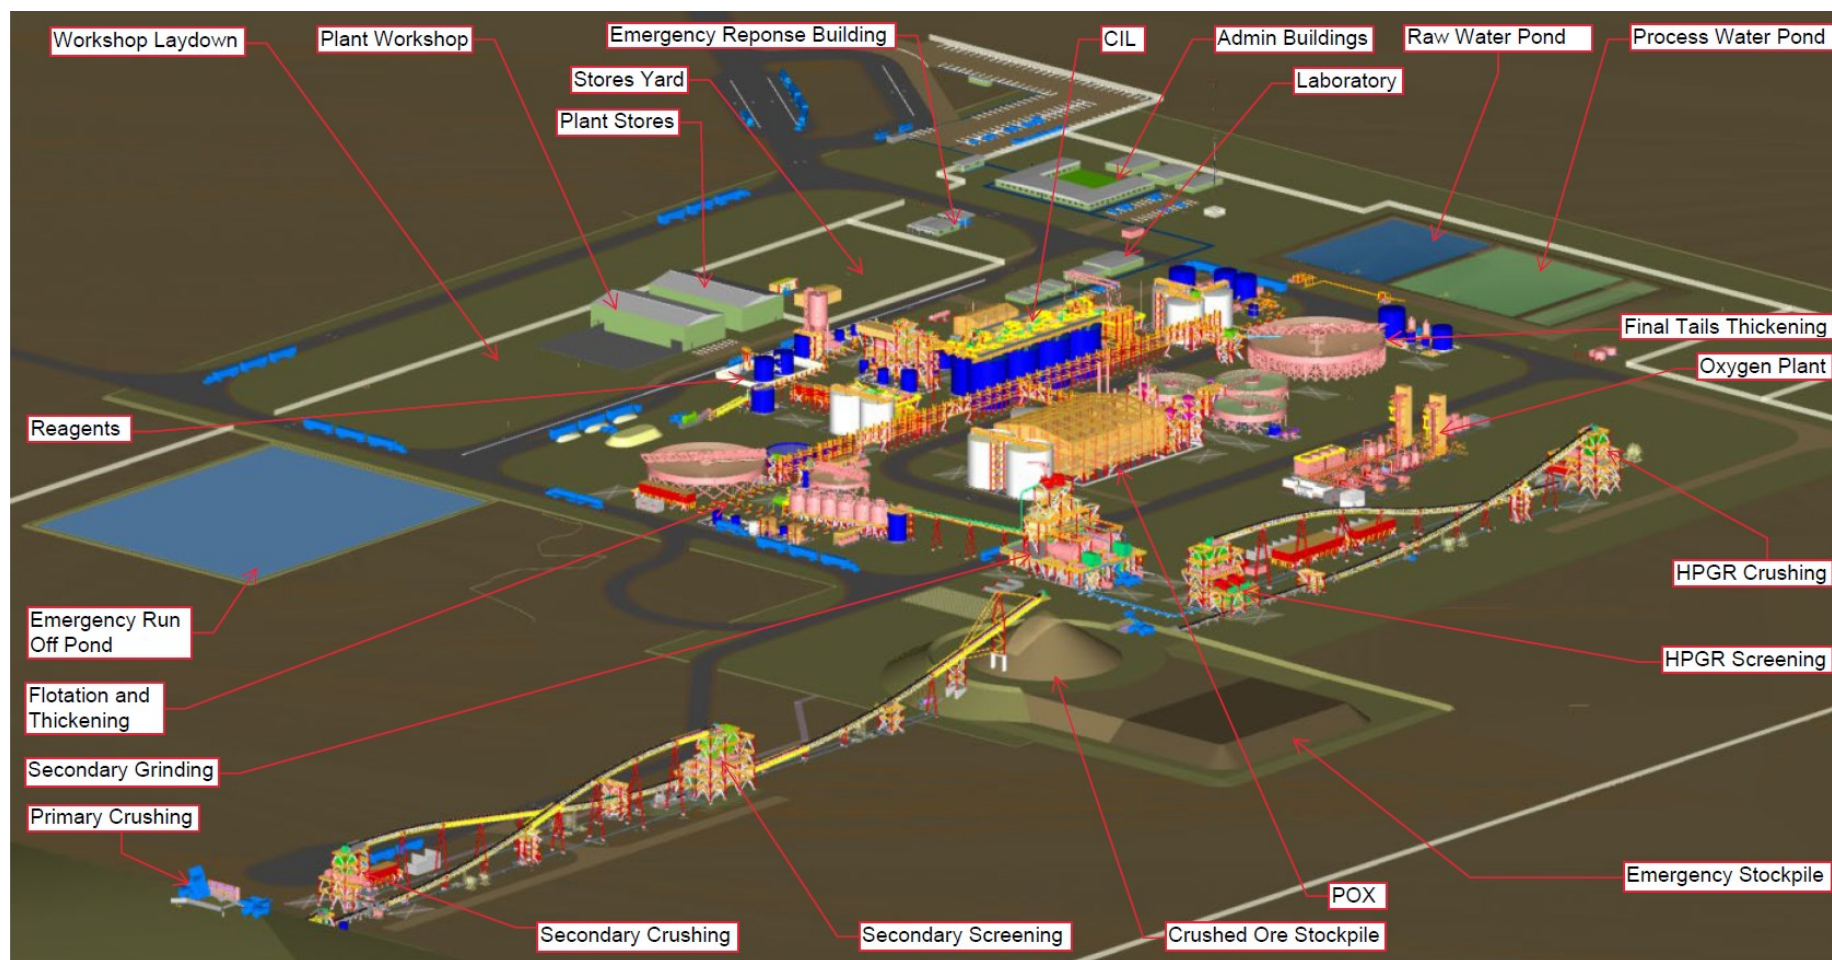 Workshop Laydown
Plant Workshop
Emergency Reponse Building
CIL
Admin Buildings
Raw Water Pond
Process Water Pond
Stores Yard
Laboratory
Plant Stores
Final Tails Thickening
Oxygen Plant
Reagents
HPGR Crushing
Emergency Run
Off Pond
HPGR Screening
Flotation and
Thickening
Secondary Grinding
Primary Crushing
Emergency Stockpile
POX
Secondary Crushing
Secondary Screening
Crushed Ore Stockpile